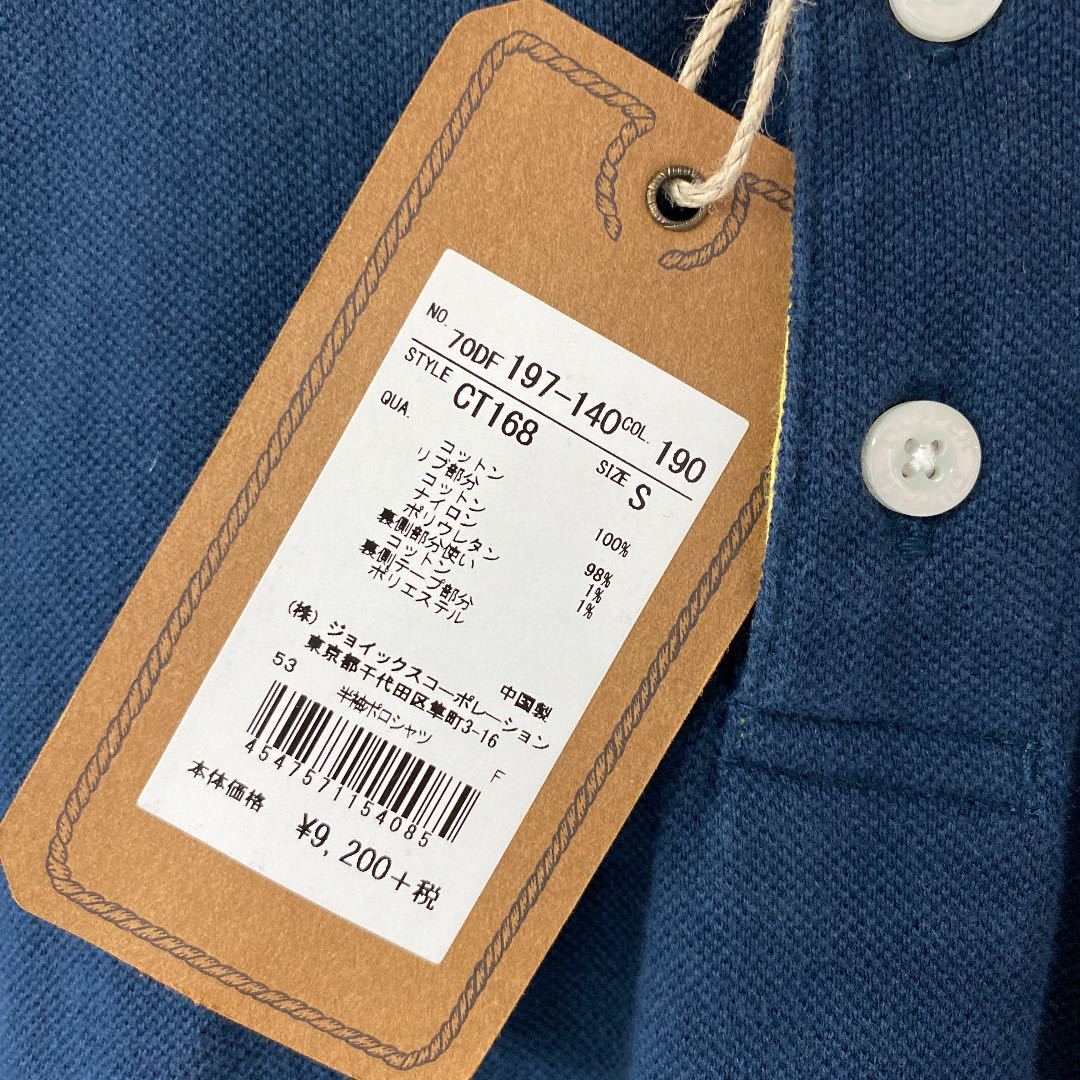 NO. 70DF 197-140 COL. 190
STYLE CT168 SIZE S
QUA.
コットン 100%
リブ部分
コットン 98%
ナイロン 1%
ポリウレタン 1%
裏側部分使い
コットン
裏側テープ部分
ポリエステル
中国製
(株)ジョイックスコーポレーション
東京都千代田区隼町3-16
53 半袖ポロシャツ F
4547571154085
本体価格 ¥9,200+税